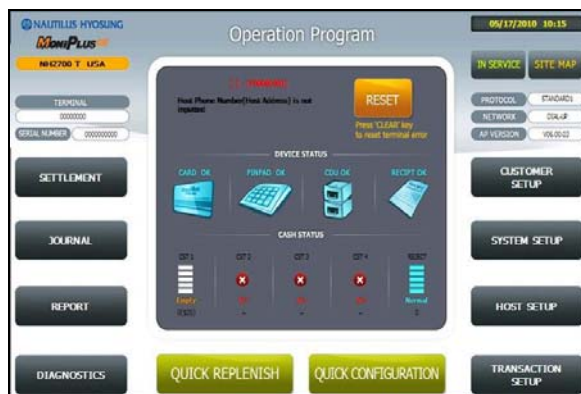 NAUTILUS HYOSUNG
MONiPLUS
NH2700 T USA
Operation Program
05/17/2010 10:15
IN SERVICE
SITE MAP
TERMINAL
00000000
SERIAL NUMBER
0000000000
PROTOCOL
STANDARD1
NETWORK
DIAL-UP
AP VERSION
V06.00.02
Host Phone Number(Host Address) is not
inputed
RESET
Press 'CLEAR' key
to reset terminal error
DEVICE STATUS
CARD OK
PINPAD OK
CDU OK
RECIPT OK
CASH STATUS
CST 1
CST 2
CST 3
CST 4
REJECT
Empty
Normal
0
SETTLEMENT
JOURNAL
REPORT
DIAGNOSTICS
CUSTOMER
SETUP
SYSTEM SETUP
HOST SETUP
TRANSACTION
SETUP
QUICK REPLENISH
QUICK CONFIGURATION